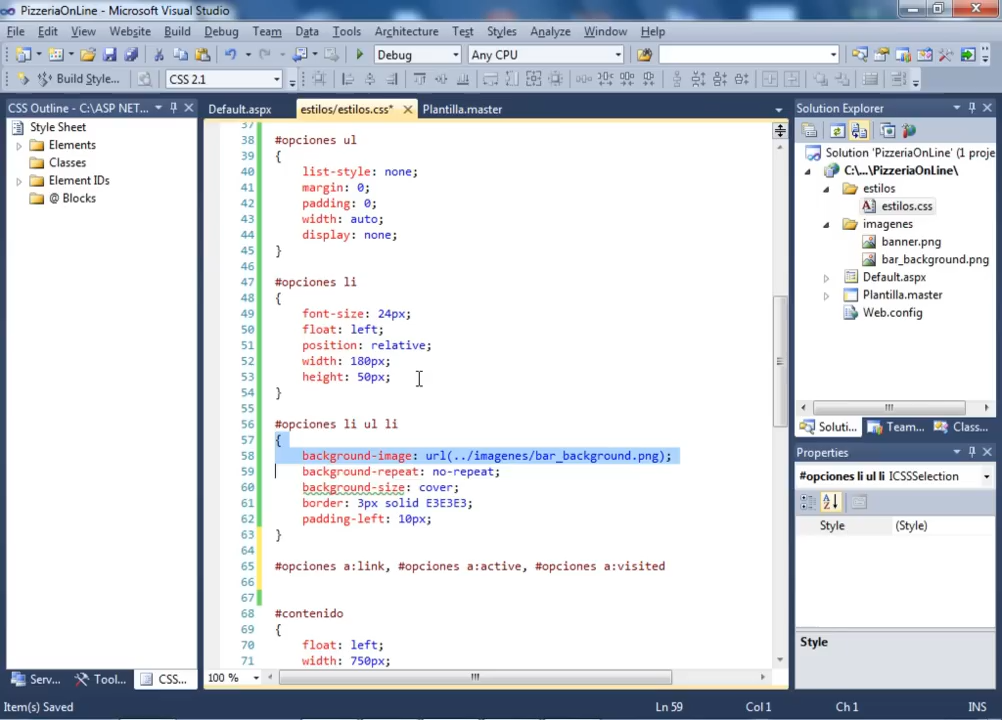 PizzeriaOnLine - Microsoft Visual Studio
File Edit View Website Build Debug Team Data Tools Architecture Test Styles Analyze Window Help
Debug Any CPU
Build Style... CSS 2.1
CSS Outline - C:\ASP NET... Default.aspx estilos/estilos.css* Plantilla.master Solution Explorer
Style Sheet
Elements
Classes
Element IDs
@ Blocks
37
38 #opciones ul
39 {
40 list-style: none;
41 margin: 0;
42 padding: 0;
43 width: auto;
44 display: none;
45 }
46
47 #opciones li
48 {
49 font-size: 24px;
50 float: left;
51 position: relative;
52 width: 180px;
53 height: 50px;
54 }
55
56 #opciones li ul li
57 {
58 background-image: url(../imagenes/bar_background.png);
59 background-repeat: no-repeat;
60 background-size: cover;
61 border: 3px solid E3E3E3;
62 padding-left: 10px;
63 }
64
65 #opciones a:link, #opciones a:active, #opciones a:visited
66
67
68 #contenido
69 {
70 float: left;
71 width: 750px;
Solution 'PizzeriaOnLine' (1 proje
C:\...\PizzeriaOnLine\
estilos
estilos.css
imagenes
banner.png
bar_background.png
Default.aspx
Plantilla.master
Web.config
Soluti... Team... Class...
Properties
#opciones li ul li ICSSSelection
Style (Style)
Style
Serv... Tool... CSS... 100 %
Item(s) Saved Ln 59 Col 1 Ch 1 INS